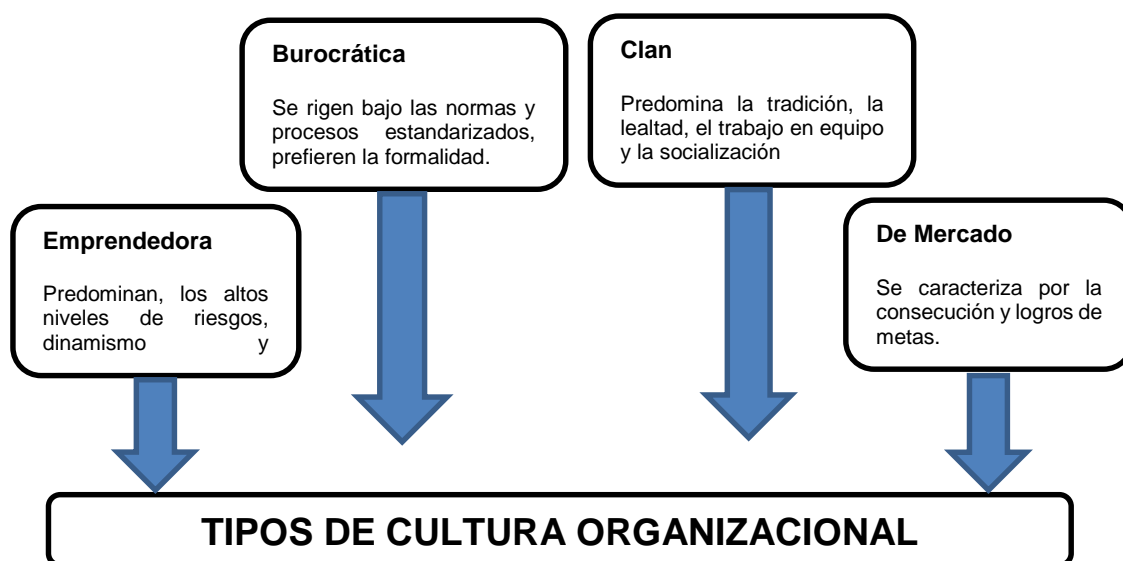 Burocrática
Se rigen bajo las normas y
procesos estandarizados,
prefieren la formalidad.
Clan
Predomina la tradición, la
lealtad, el trabajo en equipo
y la socialización
Emprendedora
Predominan, los altos
niveles de riesgos,
dinamismo y
De Mercado
Se caracteriza por la
consecución y logros de
metas.
TIPOS DE CULTURA ORGANIZACIONAL